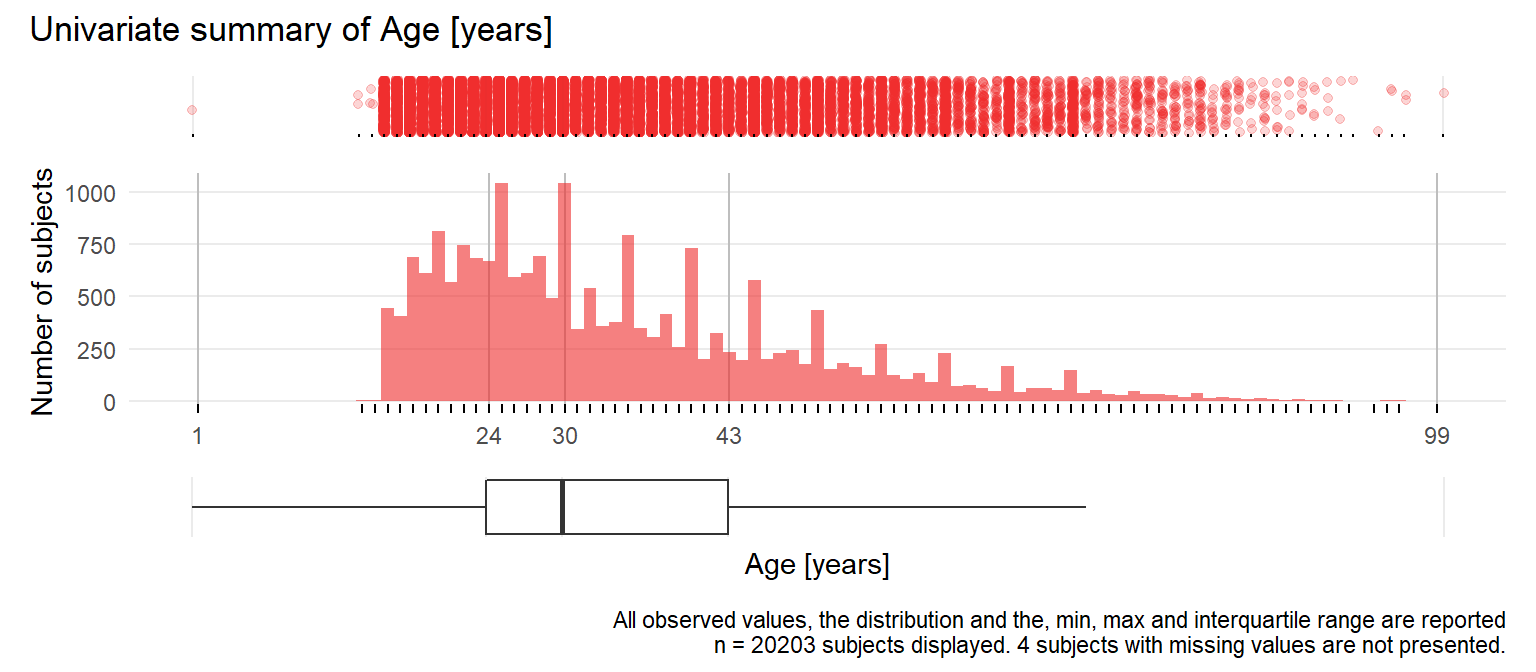 Univariate summary of Age [years]
Number of subjects
1000
750
500
250
0
1 24 30 43 99
Age [years]
All observed values, the distribution and the, min, max and interquartile range are reported
n = 20203 subjects displayed. 4 subjects with missing values are not presented.